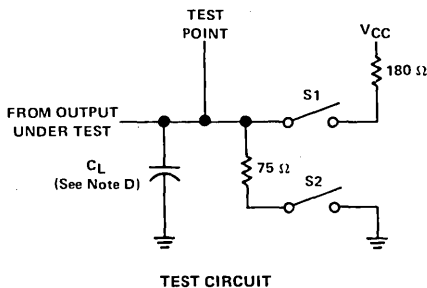 TEST
POINT
VCC
180 Ω
S1
FROM OUTPUT
UNDER TEST
CL
(See Note D)
75 Ω
S2
TEST CIRCUIT